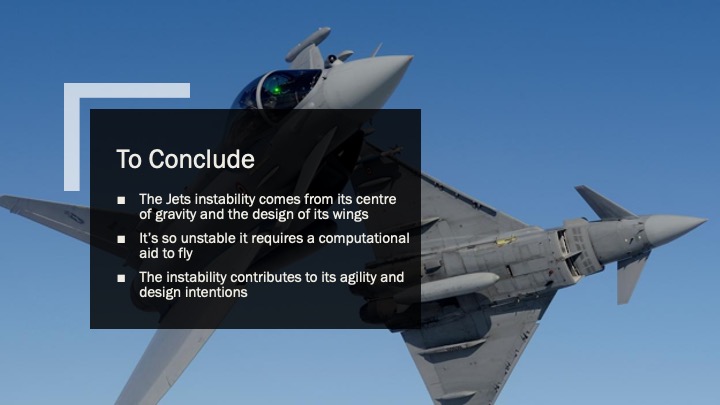 To Conclude
■ The Jets instability comes from its centre
of gravity and the design of its wings
■ It's so unstable it requires a computational
aid to fly
■ The instability contributes to its agility and
design intentions